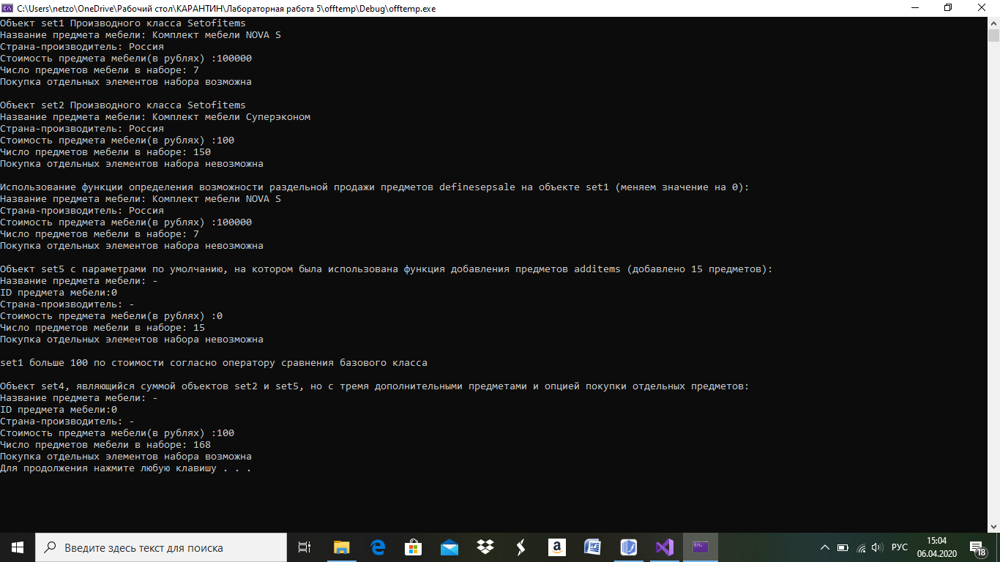 C:\Users\netzo\OneDrive\Рабочий стол\КАРАНТИН\Лабораторная работа 5\offtemp\Debug\offtemp.exe
Объект set1 Производного класса Setofitems
Название предмета мебели: Комплект мебели NOVA S
Страна-производитель: Россия
Стоимость предмета мебели(в рублях) :100000
Число предметов мебели в наборе: 7
Покупка отдельных элементов набора возможна
Объект set2 Производного класса Setofitems
Название предмета мебели: Комплект мебели Суперэконом
Страна-производитель: Россия
Стоимость предмета мебели(в рублях) :100
Число предметов мебели в наборе: 150
Покупка отдельных элементов набора невозможна
Использование функции определения возможности раздельной продажи предметов definesepsale на объекте set1 (меняем значение на 0):
Название предмета мебели: Комплект мебели NOVA S
Страна-производитель: Россия
Стоимость предмета мебели(в рублях) :100000
Число предметов мебели в наборе: 7
Покупка отдельных элементов набора невозможна
Объект set5 с параметрами по умолчанию, на котором была использована функция добавления предметов additems (добавлено 15 предметов):
Название предмета мебели: -
ID предмета мебели:0
Страна-производитель: -
Стоимость предмета мебели(в рублях) :0
Число предметов мебели в наборе: 15
Покупка отдельных элементов набора невозможна
set1 больше 100 по стоимости согласно оператору сравнения базового класса
Объект set4, являющийся суммой объектов set2 и set5, но с тремя дополнительными предметами и опцией покупки отдельных предметов:
Название предмета мебели: -
ID предмета мебели:0
Страна-производитель: -
Стоимость предмета мебели(в рублях) :100
Число предметов мебели в наборе: 168
Покупка отдельных элементов набора возможна
Для продолжения нажмите любую клавишу . . .
Введите здесь текст для поиска
РУС
15:04
06.04.2020
18